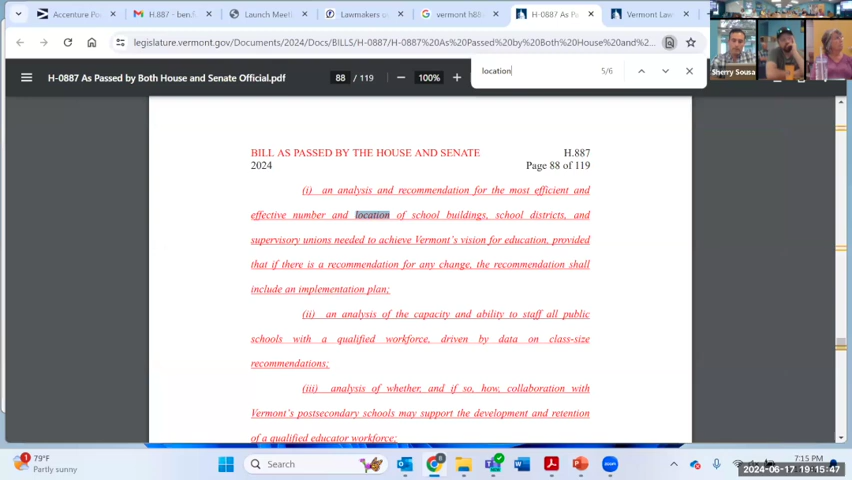 Accenture Po
H.887 - ben.f
Launch Meeti
Lawmakers u
vermont h88
H-0887 As Pa
Vermont Law
legislature.vermont.gov/Documents/2024/Docs/BILLS/H-0887/H-0887%20As%20Passed%20by%20Both%20House%20and%2...
H-0887 As Passed by Both House and Senate Official.pdf
88 / 119
100%
location
5/6
Sherry Sousa
BILL AS PASSED BY THE HOUSE AND SENATE H.887
2024 Page 88 of 119
(i) an analysis and recommendation for the most efficient and
effective number and location of school buildings, school districts, and
supervisory unions needed to achieve Vermont's vision for education, provided
that if there is a recommendation for any change, the recommendation shall
include an implementation plan;
(ii) an analysis of the capacity and ability to staff all public
schools with a qualified workforce, driven by data on class-size
recommendations;
(iii) analysis of whether, and if so, how, collaboration with
Vermont's postsecondary schools may support the development and retention
of a qualified educator workforce;
1
79°F
Partly sunny
Search
8
7:15 PM
2024-06-17 19:15:47